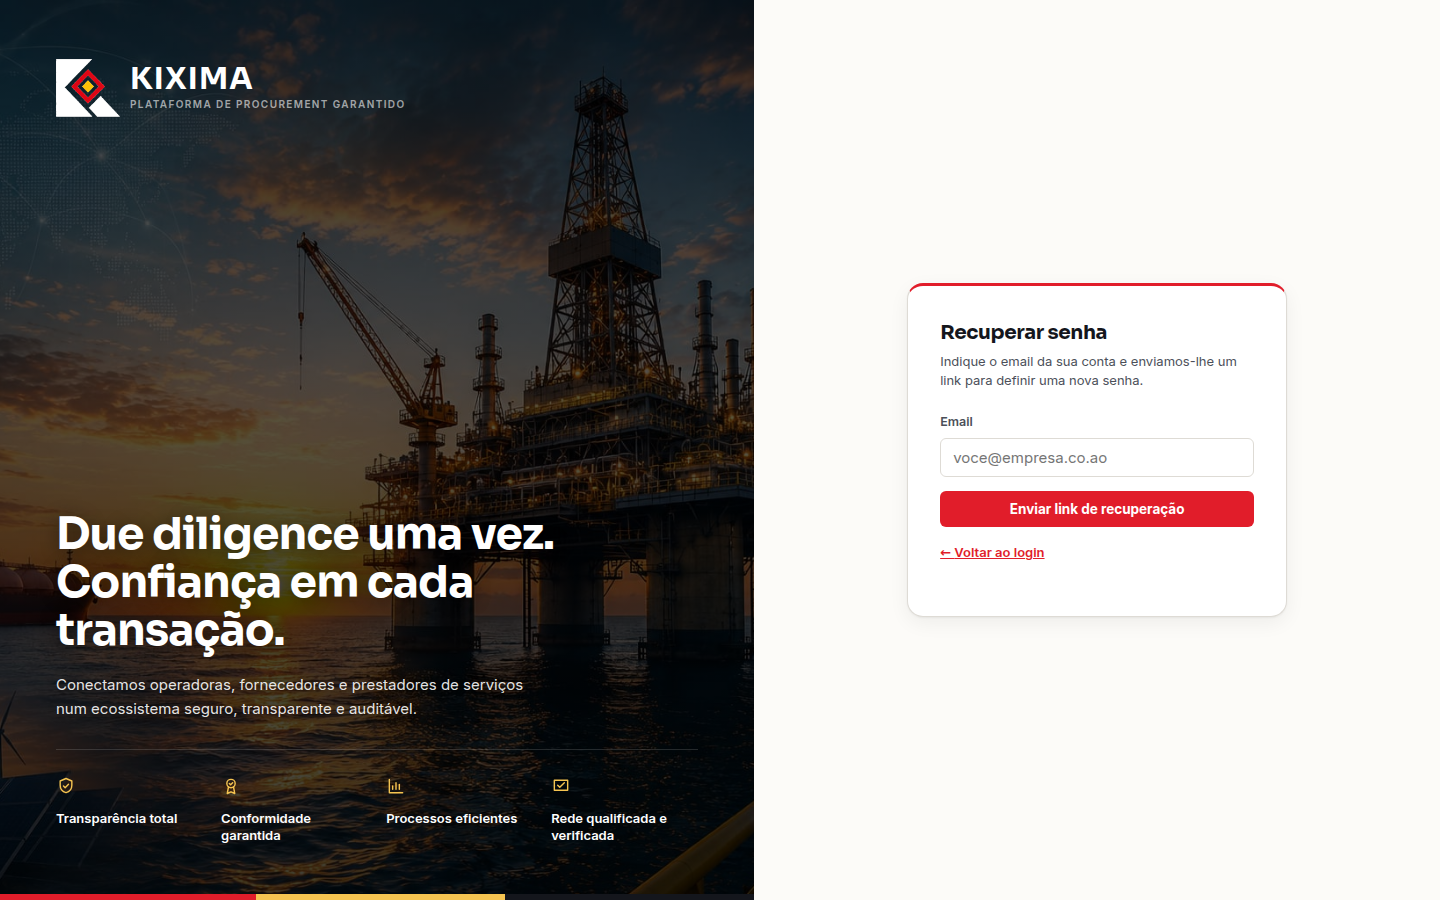 KIXIMA
PLATAFORMA DE PROCUREMENT GARANTIDO
Due diligence uma vez.
Confiança em cada
transação.
Conectamos operadoras, fornecedores e prestadores de serviços
num ecossistema seguro, transparente e auditável.
Transparência total
Conformidade
garantida
Processos eficientes
Rede qualificada e
verificada
Recuperar senha
Indique o email da sua conta e enviamos-lhe um
link para definir uma nova senha.
Email
voce@empresa.co.ao
Enviar link de recuperação
← Voltar ao login